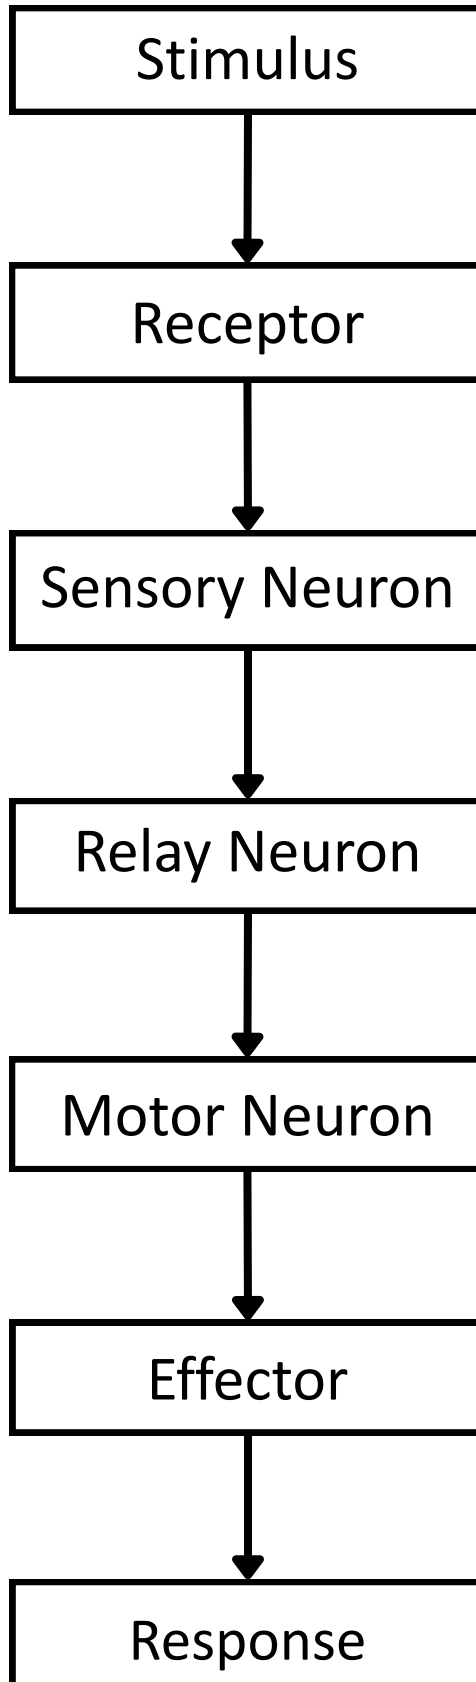 Stimulus
Receptor
Sensory Neuron
Relay Neuron
Motor Neuron
Effector
Response